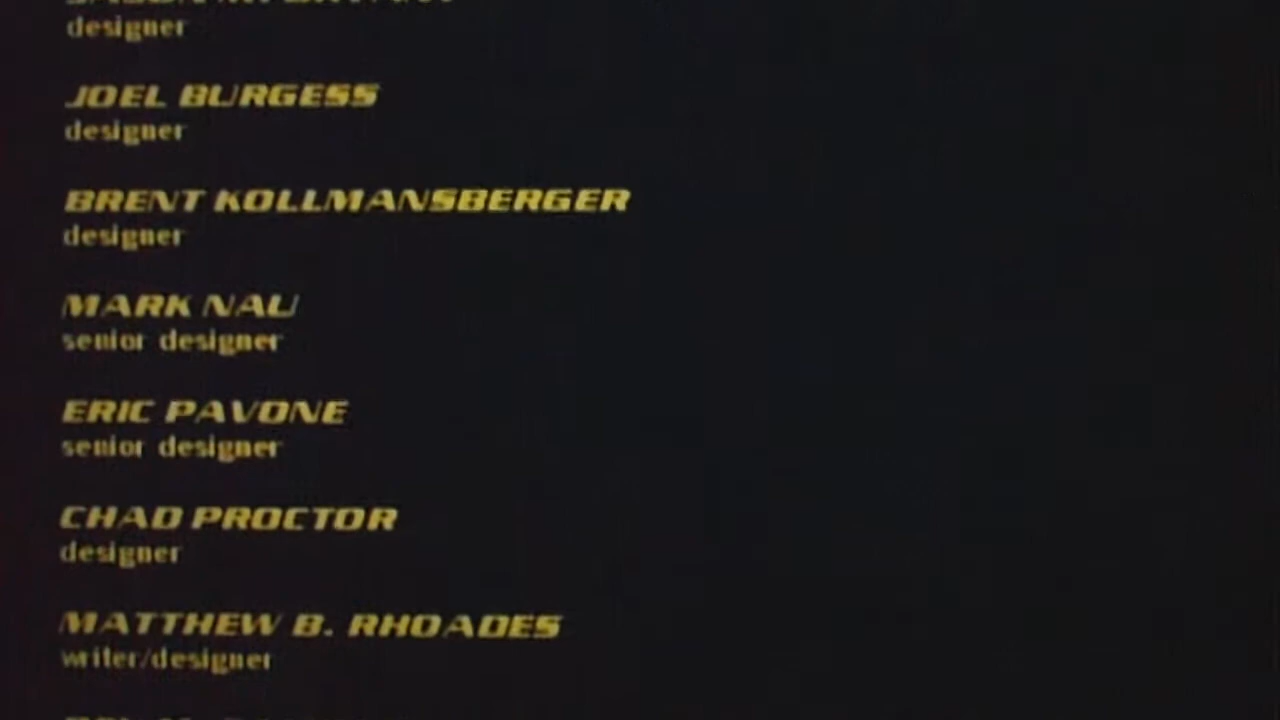 designer
JOEL BURGESS
designer
BRENT KOLLMANSBERGER
designer
MARK NAU
senior designer
ERIC PAVONE
senior designer
CHAD PROCTOR
designer
MATTHEW B. RHOADES
writer/designer